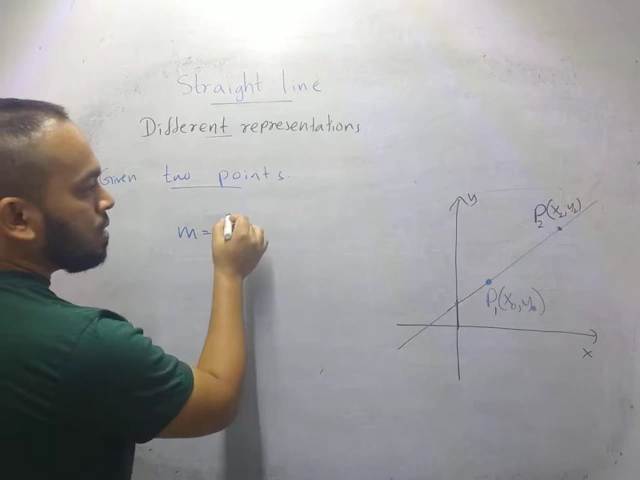 Straight line
Different representations
Given two points.
m =
y
P₂(x₂, y₂)
P₁(x₀, y₀)
x